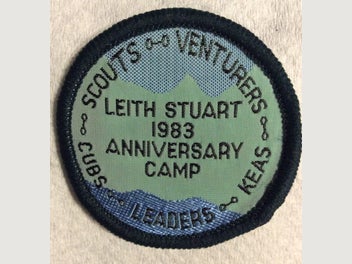 SCOUTS VENTURERS
LEITH STUART
1983
ANNIVERSARY
CAMP
CUBS LEADERS KEAS